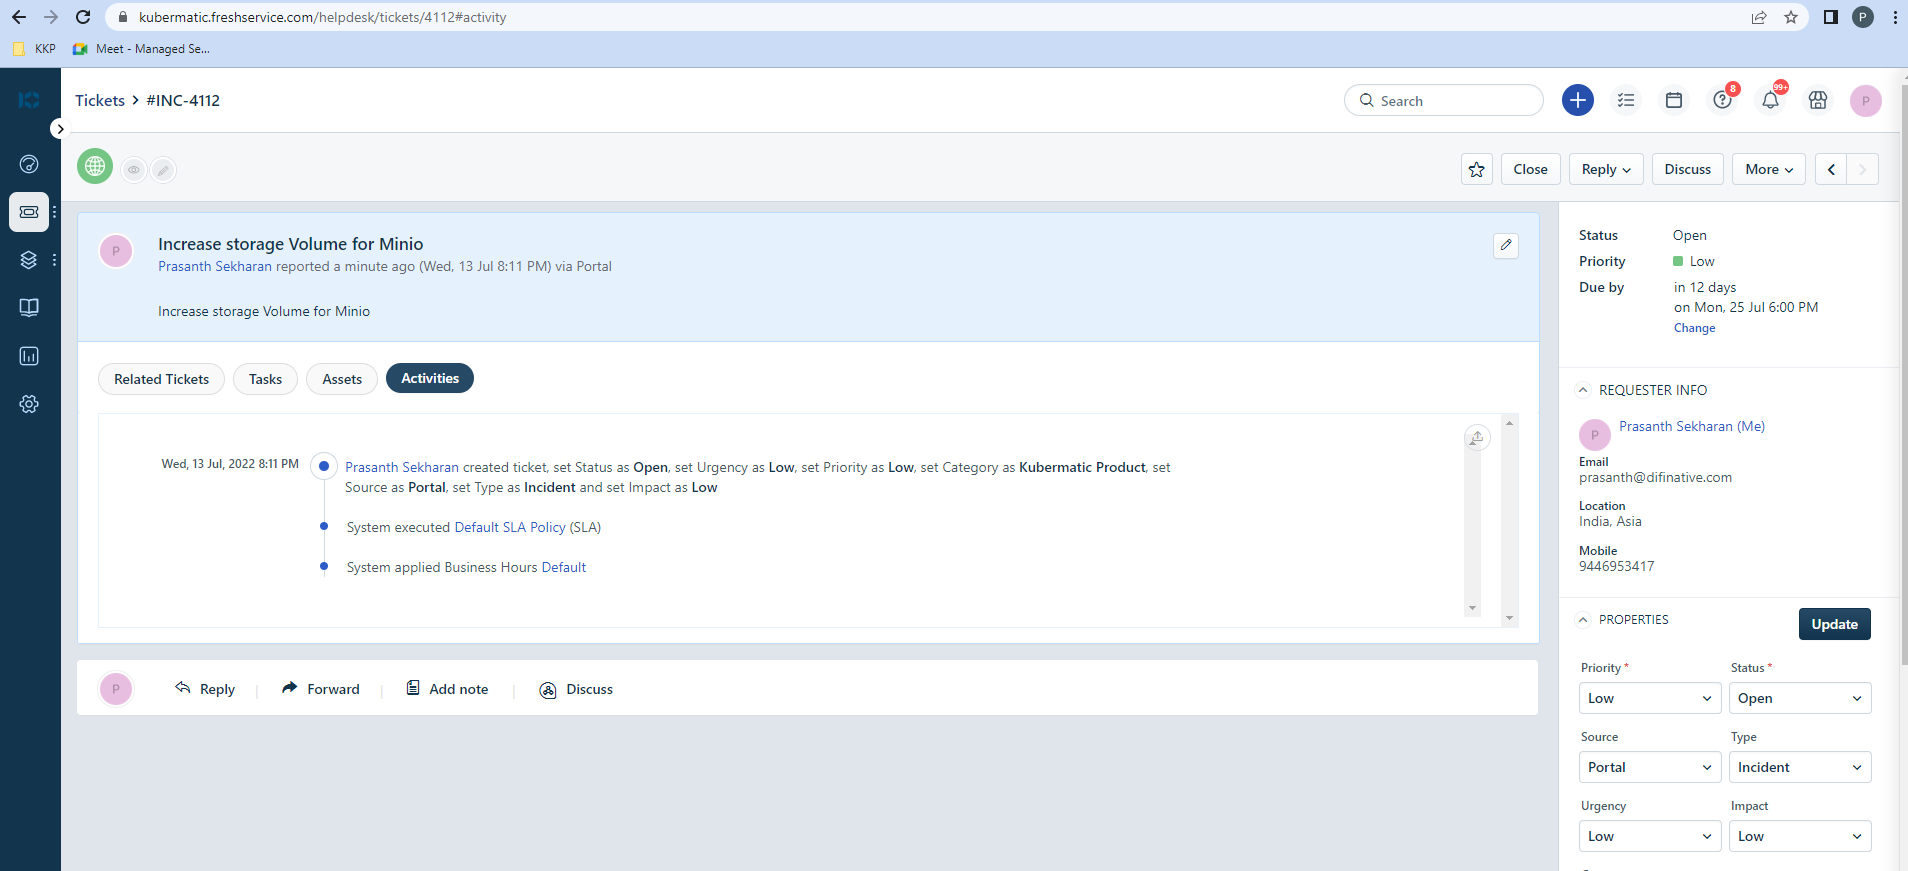 kubermatic.freshservice.com/helpdesk/tickets/4112#activity
P
KKP
Meet - Managed Se...
Tickets > #INC-4112
Search
8
99+
P
Close
Reply
Discuss
More
P
Increase storage Volume for Minio
Prasanth Sekharan reported a minute ago (Wed, 13 Jul 8:11 PM) via Portal
Increase storage Volume for Minio
Related Tickets
Tasks
Assets
Activities
Wed, 13 Jul, 2022 8:11 PM
Prasanth Sekharan created ticket, set Status as Open, set Urgency as Low, set Priority as Low, set Category as Kubermatic Product, set
Source as Portal, set Type as Incident and set Impact as Low
System executed Default SLA Policy (SLA)
System applied Business Hours Default
P
Reply
Forward
Add note
Discuss
Status Open
Priority Low
Due by in 12 days
on Mon, 25 Jul 6:00 PM
Change
REQUESTER INFO
P
Prasanth Sekharan (Me)
Email
prasanth@difinative.com
Location
India, Asia
Mobile
9446953417
PROPERTIES
Update
Priority * Status *
Low Open
Source Type
Portal Incident
Urgency Impact
Low Low